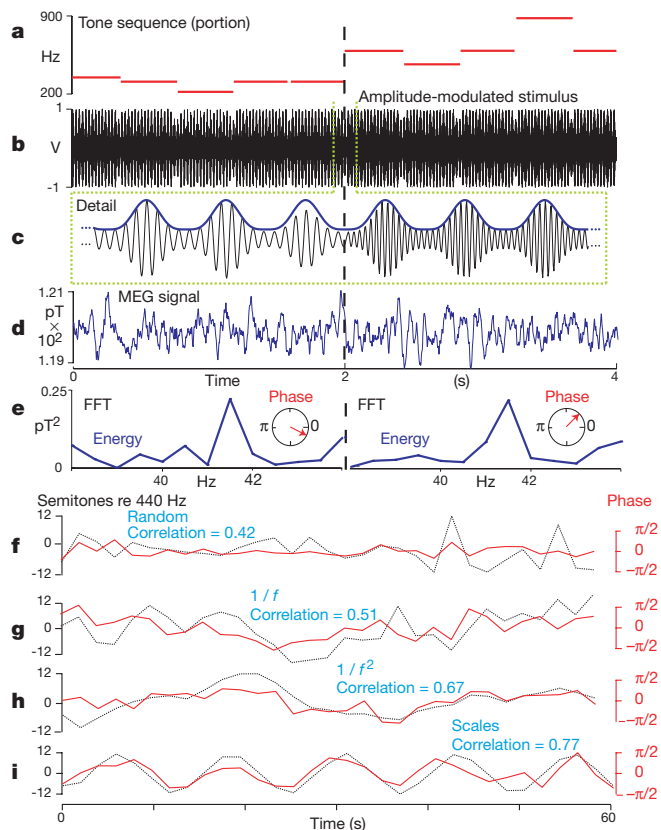 a
900
Tone sequence (portion)
Hz
200
1
Amplitude-modulated stimulus
b
V
-1
Detail
c
1.21
MEG signal
d
pT
×
10²
1.19
0
Time
2
(s)
4
e
0.25
FFT
Phase
FFT
Phase
pT²
π
0
π
0
Energy
Energy
0
40
Hz
42
40
Hz
42
Semitones re 440 Hz
Phase
f
12
Random
π/2
0
Correlation = 0.42
0
-12
−π/2
g
12
1 / f
π/2
Correlation = 0.51
0
0
-12
−π/2
h
12
1 / f²
π/2
Correlation = 0.67
0
0
-12
−π/2
Scales
i
12
Correlation = 0.77
π/2
0
0
-12
−π/2
0
Time (s)
60